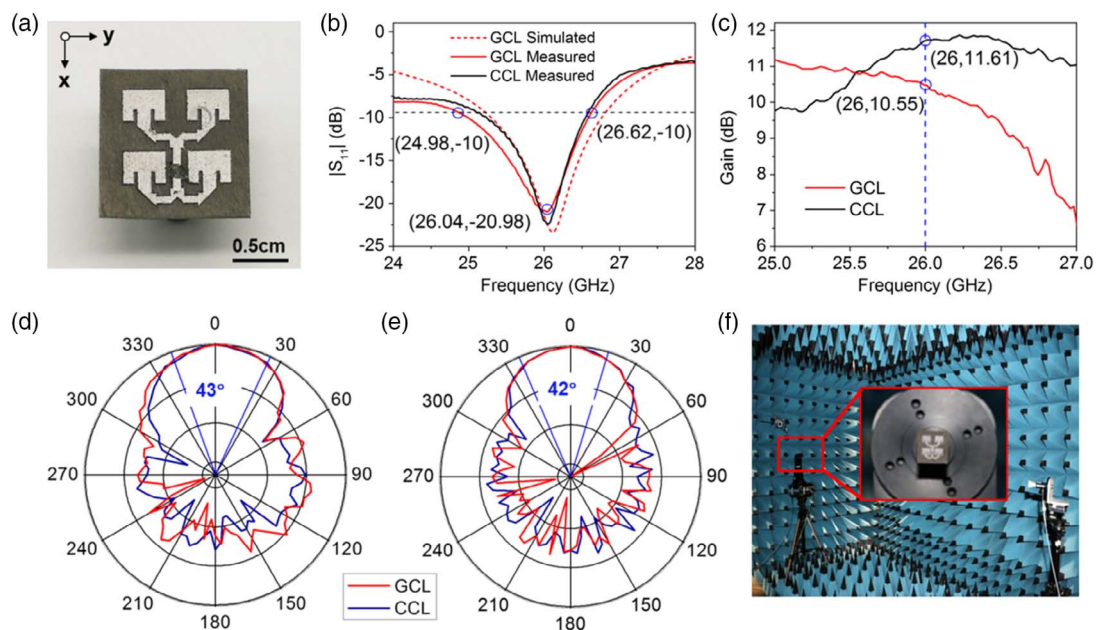 (a)
y
x
0.5cm
(b)
0
-5
-10
-15
-20
-25
|S11| (dB)
GCL Simulated
GCL Measured
CCL Measured
(24.98,-10)
(26.62,-10)
(26.04,-20.98)
24 25 26 27 28
Frequency (GHz)
(c)
12
11
10
9
8
7
6
Gain (dB)
(26,11.61)
(26,10.55)
GCL
CCL
25.0 25.5 26.0 26.5 27.0
Frequency (GHz)
(d)
0
330 30
43°
300 60
270 90
240 120
210 150
180
GCL
CCL
(e)
0
330 30
42°
300 60
270 90
240 120
210 150
180
(f)